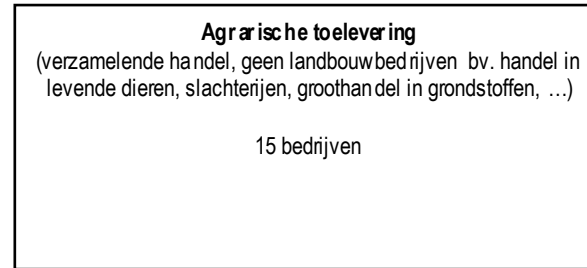 Agrarische toelevering
(verzamelende handel, geen landbouwbedrijven bv. handel in
levende dieren, slachterijen, groothandel in grondstoffen, …)
15 bedrijven